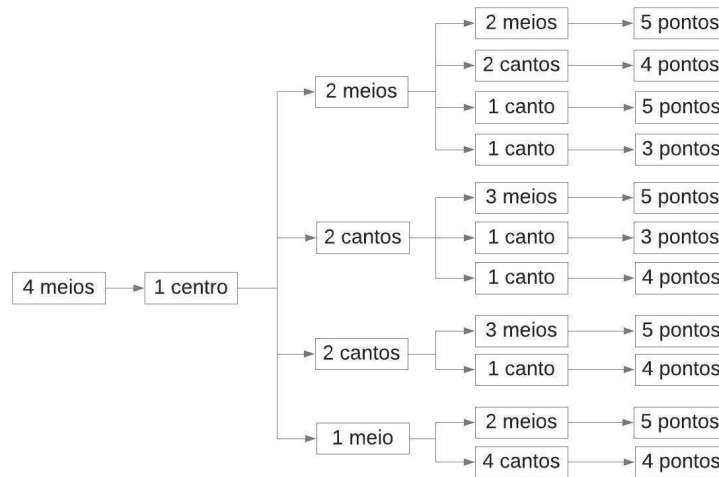 2 meios 5 pontos
2 cantos 4 pontos
2 meios
1 canto 5 pontos
1 canto 3 pontos
3 meios 5 pontos
2 cantos 1 canto 3 pontos
1 canto 4 pontos
4 meios 1 centro
3 meios 5 pontos
2 cantos
1 canto 4 pontos
2 meios 5 pontos
1 meio
4 cantos 4 pontos